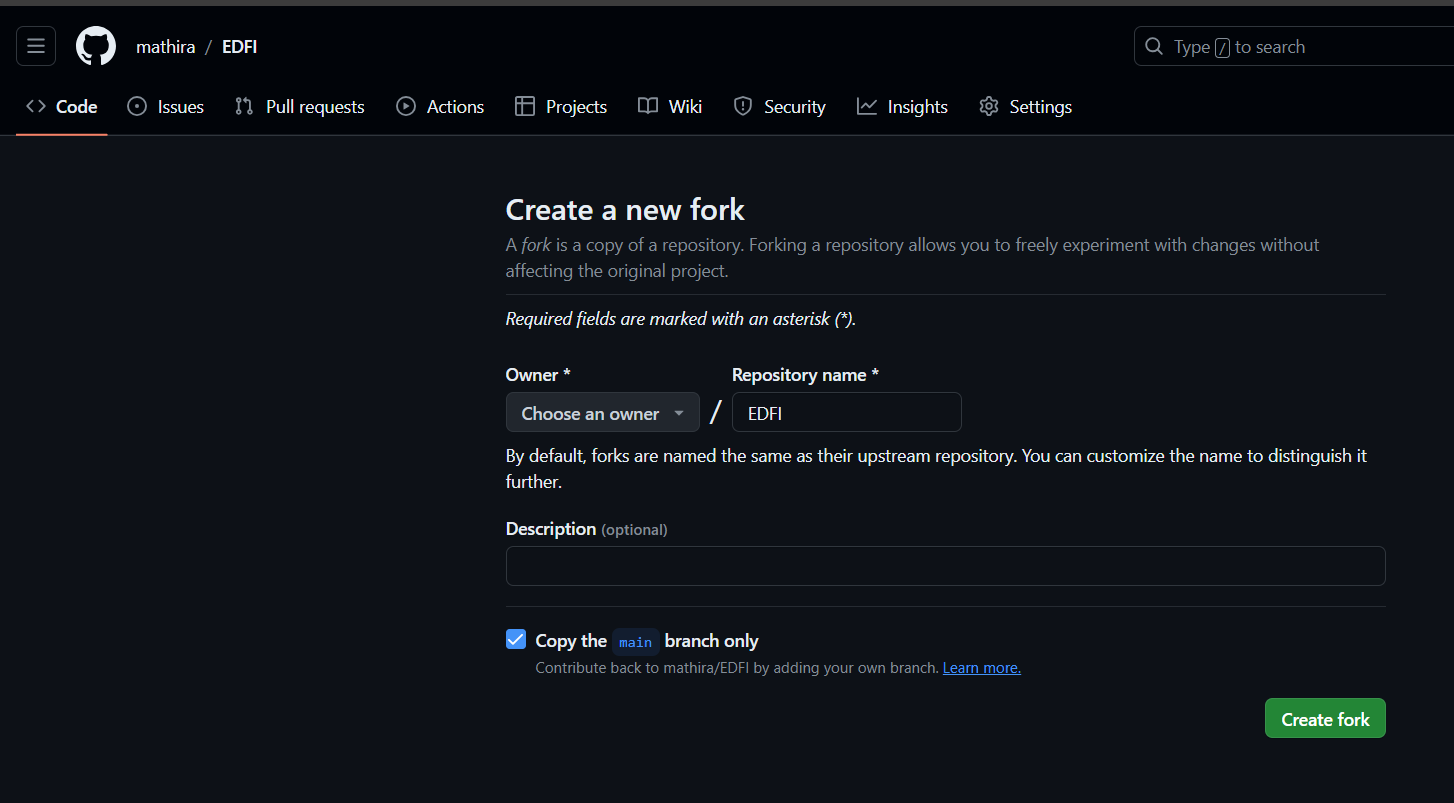 mathira / EDFI
Type / to search
Code Issues Pull requests Actions Projects Wiki Security Insights Settings
Create a new fork
A fork is a copy of a repository. Forking a repository allows you to freely experiment with changes without
affecting the original project.
Required fields are marked with an asterisk (*).
Owner * Repository name *
Choose an owner / EDFI
By default, forks are named the same as their upstream repository. You can customize the name to distinguish it
further.
Description (optional)
Copy the main branch only
Contribute back to mathira/EDFI by adding your own branch. Learn more.
Create fork